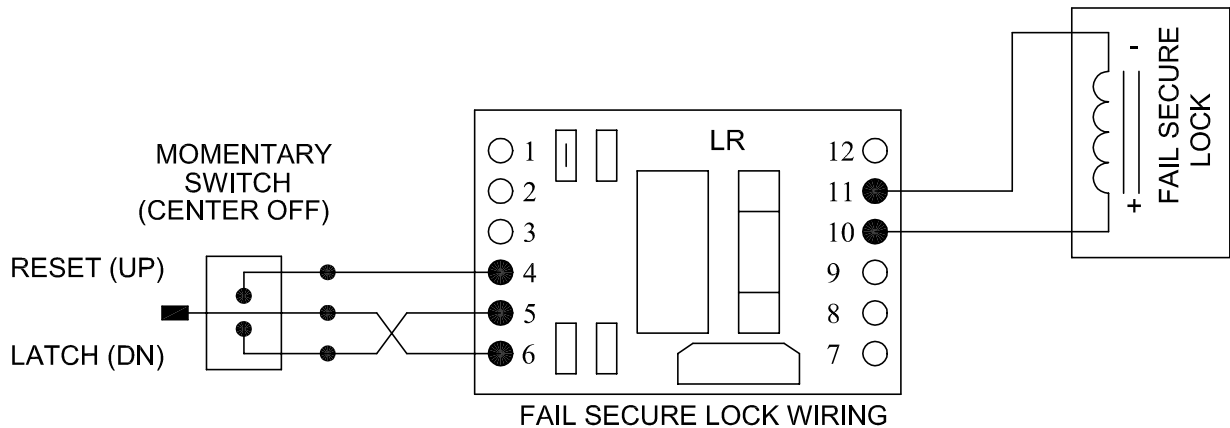 MOMENTARY
SWITCH
(CENTER OFF)
RESET (UP)
LATCH (DN)
LR
1
2
3
4
5
6
12
11
10
9
8
7
-
+
FAIL SECURE
LOCK
FAIL SECURE LOCK WIRING